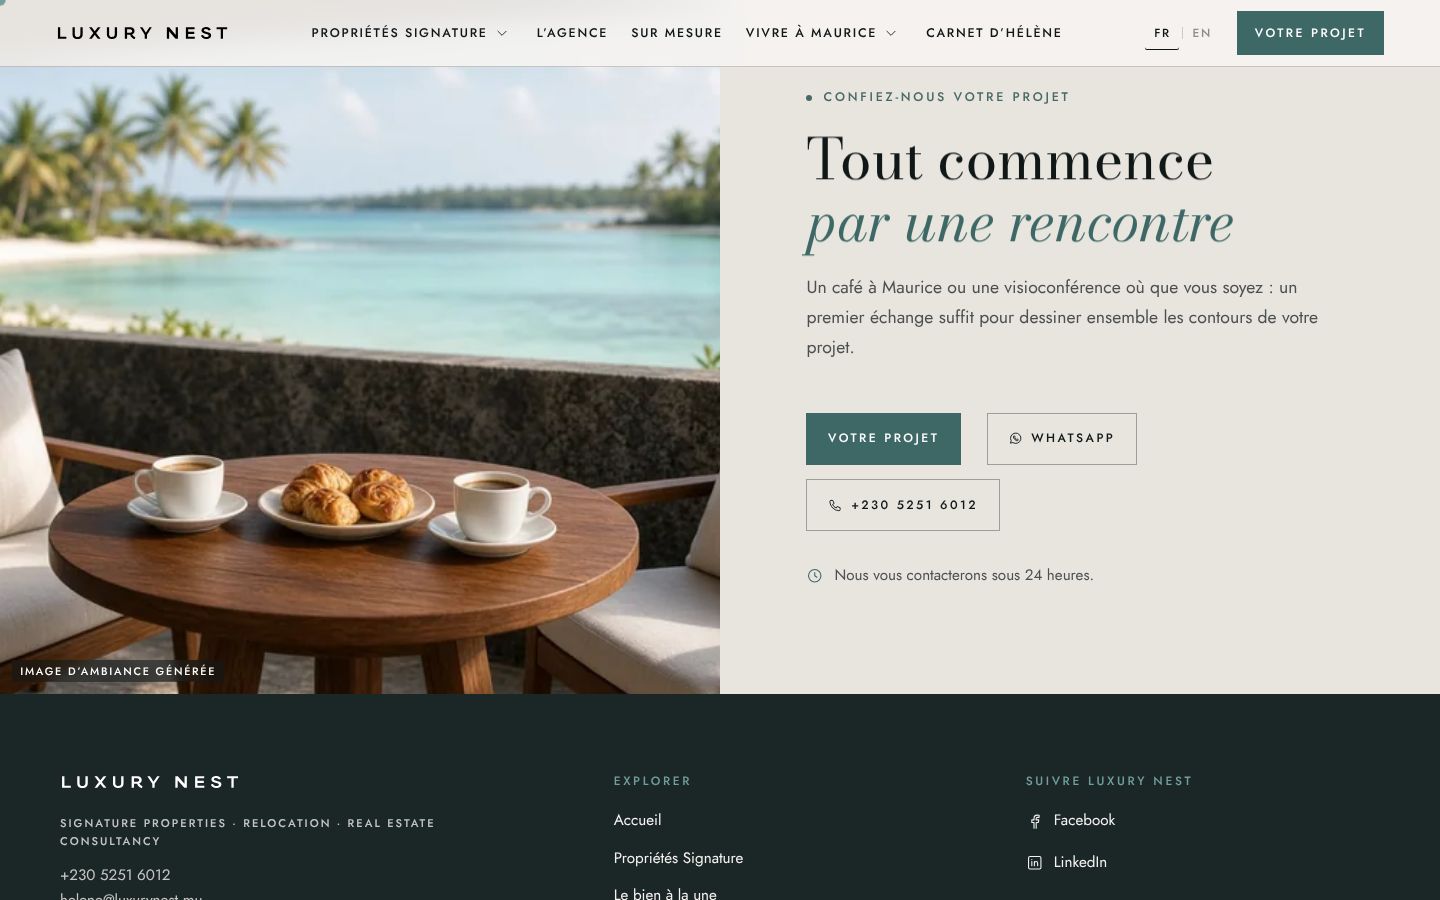 LUXURY NEST
PROPRIÉTÉS SIGNATURE
L’AGENCE
SUR MESURE
VIVRE À MAURICE
CARNET D’HÉLÈNE
FR
EN
VOTRE PROJET
CONFIEZ-NOUS VOTRE PROJET
Tout commence
par une rencontre
Un café à Maurice ou une visioconférence où que vous soyez : un
premier échange suffit pour dessiner ensemble les contours de votre
projet.
VOTRE PROJET
WHATSAPP
+230 5251 6012
Nous vous contacterons sous 24 heures.
IMAGE D’AMBIANCE GÉNÉRÉE
LUXURY NEST
SIGNATURE PROPERTIES · RELOCATION · REAL ESTATE
CONSULTANCY
+230 5251 6012
helene@luxurynest.mu
EXPLORER
Accueil
Propriétés Signature
Le bien à la une
SUIVRE LUXURY NEST
Facebook
LinkedIn